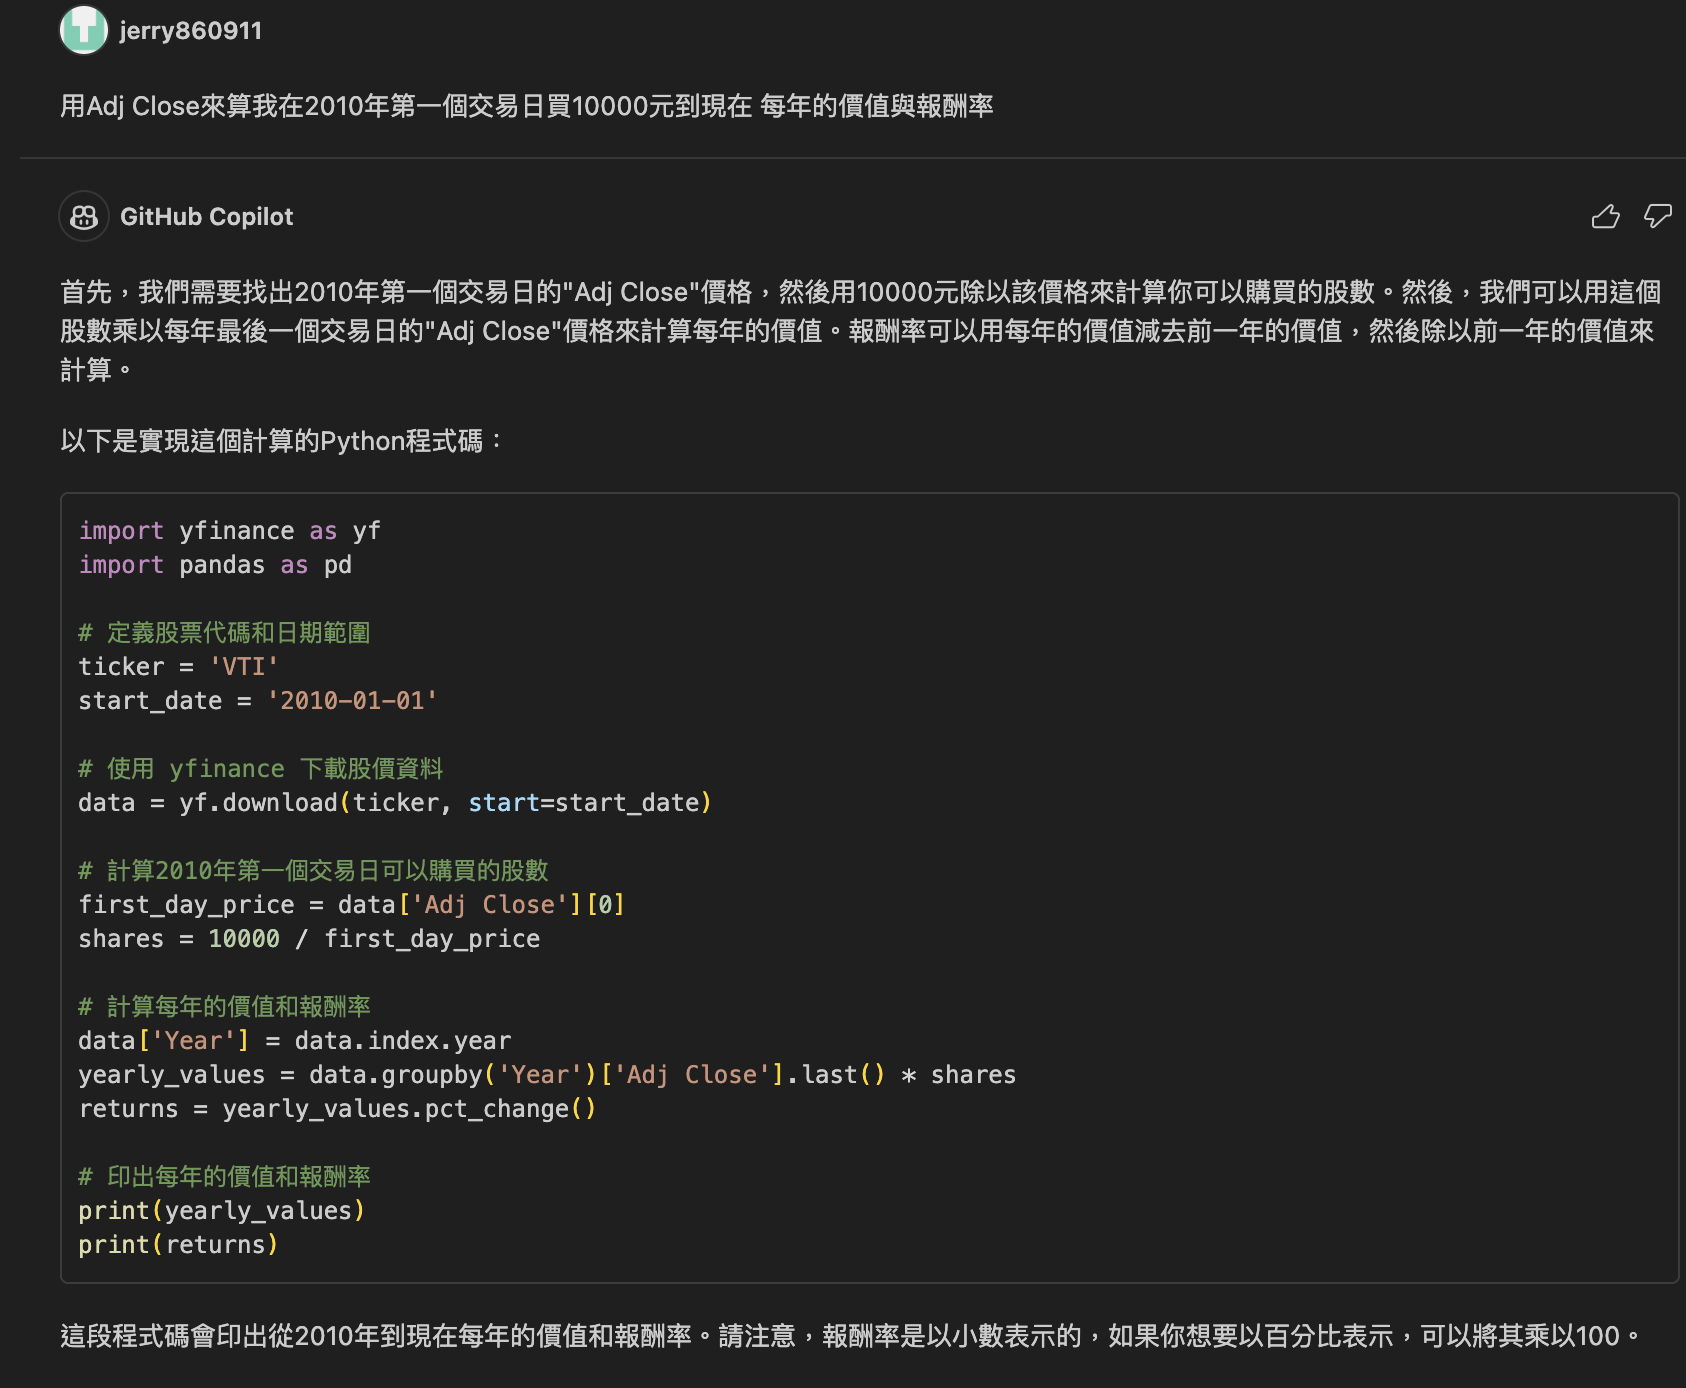 jerry860911
用Adj Close來算我在2010年第一個交易日買10000元到現在 每年的價值與報酬率
GitHub Copilot
首先，我們需要找出2010年第一個交易日的"Adj Close"價格，然後用10000元除以該價格來計算你可以購買的股數。然後，我們可以用這個
股數乘以每年最後一個交易日的"Adj Close"價格來計算每年的價值。報酬率可以用每年的價值減去前一年的價值，然後除以前一年的價值來
計算。
以下是實現這個計算的Python程式碼：
import yfinance as yf
import pandas as pd
# 定義股票代碼和日期範圍
ticker = 'VTI'
start_date = '2010-01-01'
# 使用 yfinance 下載股價資料
data = yf.download(ticker, start=start_date)
# 計算2010年第一個交易日可以購買的股數
first_day_price = data['Adj Close'][0]
shares = 10000 / first_day_price
# 計算每年的價值和報酬率
data['Year'] = data.index.year
yearly_values = data.groupby('Year')['Adj Close'].last() * shares
returns = yearly_values.pct_change()
# 印出每年的價值和報酬率
print(yearly_values)
print(returns)
這段程式碼會印出從2010年到現在每年的價值和報酬率。請注意，報酬率是以小數表示的，如果你想要以百分比表示，可以將其乘以100。